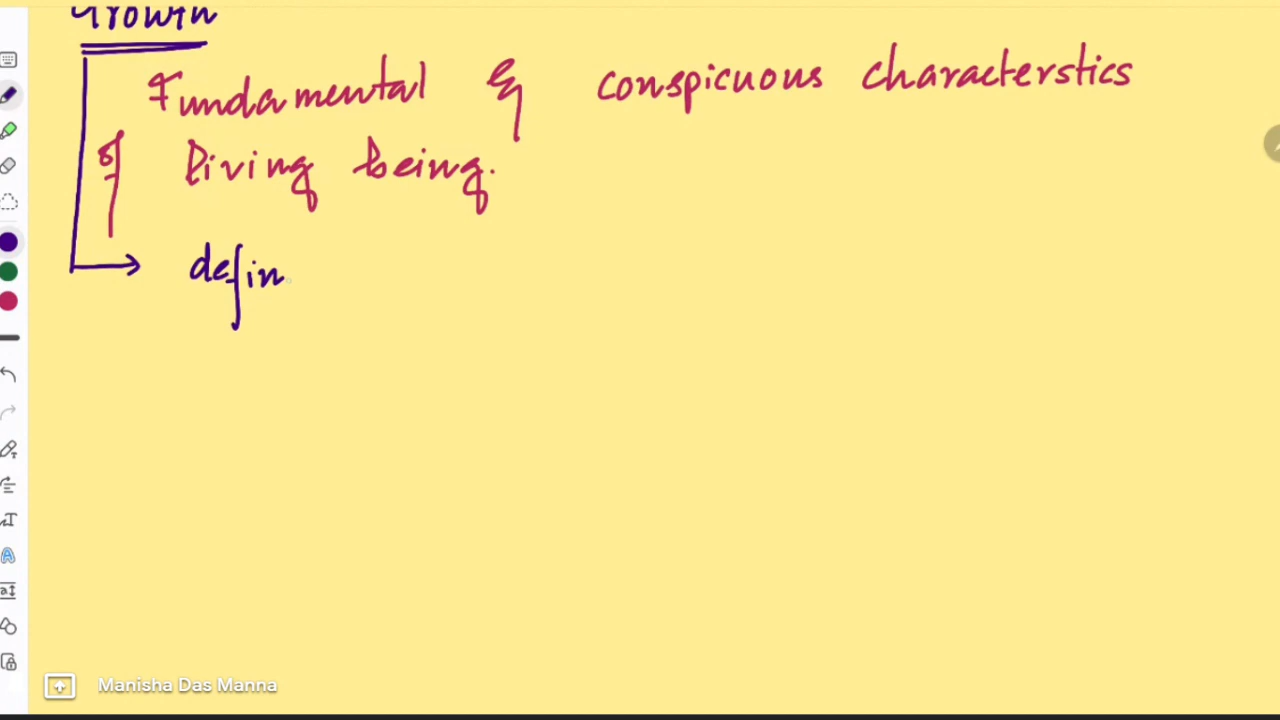 Growth
Fundamental & conspicuous characterstics
of Living being.
defin
Manisha Das Manna